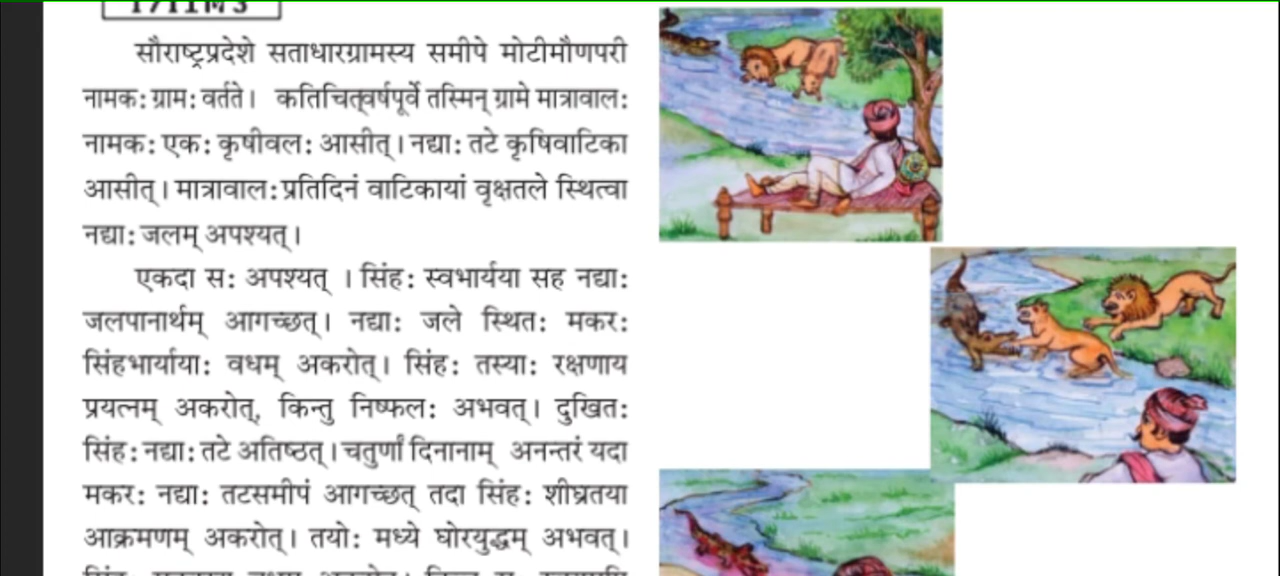 सौराष्ट्रप्रदेशे सताधारग्रामस्य समीपे मोटीमौणपरी
नामक: ग्राम: वर्तते। कतिचित्वर्षपूर्वे तस्मिन् ग्रामे मात्रावाल:
नामक: एक: कृषीवल: आसीत्। नद्या: तटे कृषिवाटिका
आसीत्। मात्रावाल: प्रतिदिनं वाटिकायां वृक्षतले स्थित्वा
नद्या: जलम् अपश्यत्।
एकदा स: अपश्यत् । सिंह: स्वभार्यया सह नद्या:
जलपानार्थम् आगच्छत्। नद्या: जले स्थित: मकर:
सिंहभार्याया: वधम् अकरोत्। सिंह: तस्या: रक्षणाय
प्रयत्नम् अकरोत्, किन्तु निष्फल: अभवत्। दुखित:
सिंह: नद्या: तटे अतिष्ठत्। चतुर्णां दिनानाम् अनन्तरं यदा
मकर: नद्या: तटसमीपं आगच्छत् तदा सिंह: शीघ्रतया
आक्रमणम् अकरोत्। तयो: मध्ये घोरयुद्धम् अभवत्।